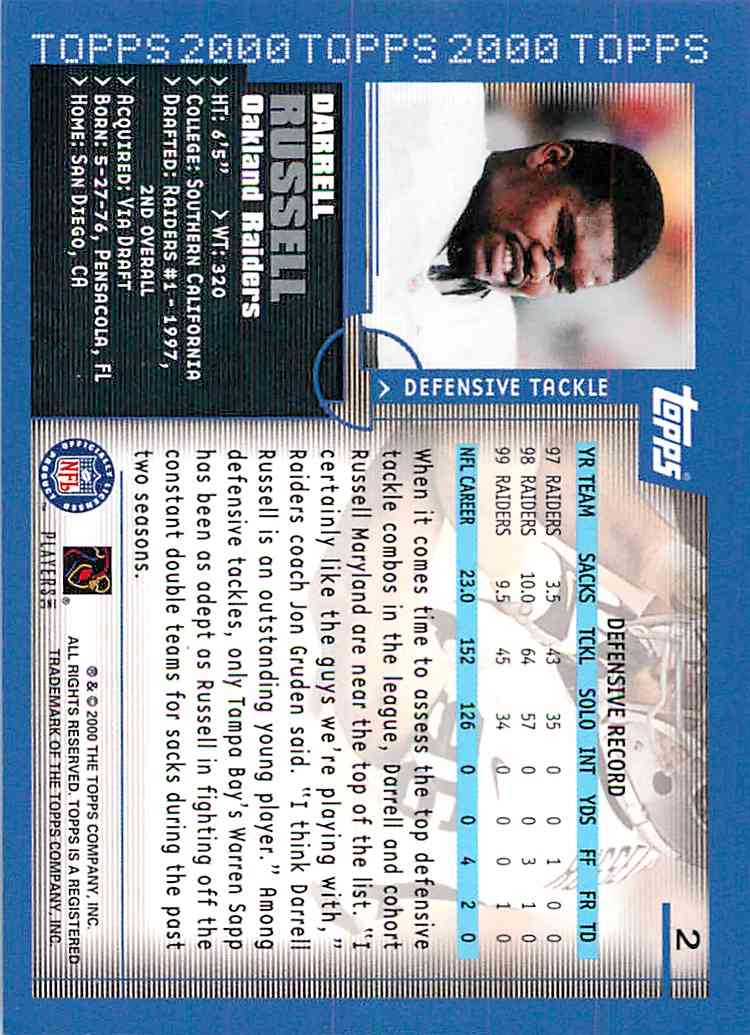 TOPPS 2000 TOPPS 2000 TOPPS
topps®
2
DARRELL
RUSSELL
Oakland Raiders
> HT: 6'5" > WT: 320
> COLLEGE: SOUTHERN CALIFORNIA
> DRAFTED: RAIDERS #1 - 1997,
2ND OVERALL
> ACQUIRED: VIA DRAFT
> BORN: 5-27-76, PENSACOLA, FL
> HOME: SAN DIEGO, CA
> DEFENSIVE TACKLE
DEFENSIVE RECORD
YR TEAM SACKS TCKL SOLO INT YDS FF FR TD
97 RAIDERS 3.5 43 35 0 0 1 0 0
98 RAIDERS 10.0 64 57 0 0 3 1 0
99 RAIDERS 9.5 45 34 0 0 0 1 0
NFL CAREER 23.0 152 126 0 0 4 2 0
When it comes time to assess the top defensive
tackle combos in the league, Darrell and cohort
Russell Maryland are near the top of the list. "I
certainly like the guys we're playing with,"
Raiders coach Jon Gruden said. "I think Darrell
Russell is an outstanding young player." Among
defensive tackles, only Tampa Bay's Warren Sapp
has been as adept as Russell in fighting off the
constant double teams for sacks during the past
two seasons.
OFFICIALLY LICENSED PRODUCT
NFL
PLAYERS INC
® & © 2000 THE TOPPS COMPANY, INC.
ALL RIGHTS RESERVED. TOPPS IS A REGISTERED
TRADEMARK OF THE TOPPS COMPANY, INC.